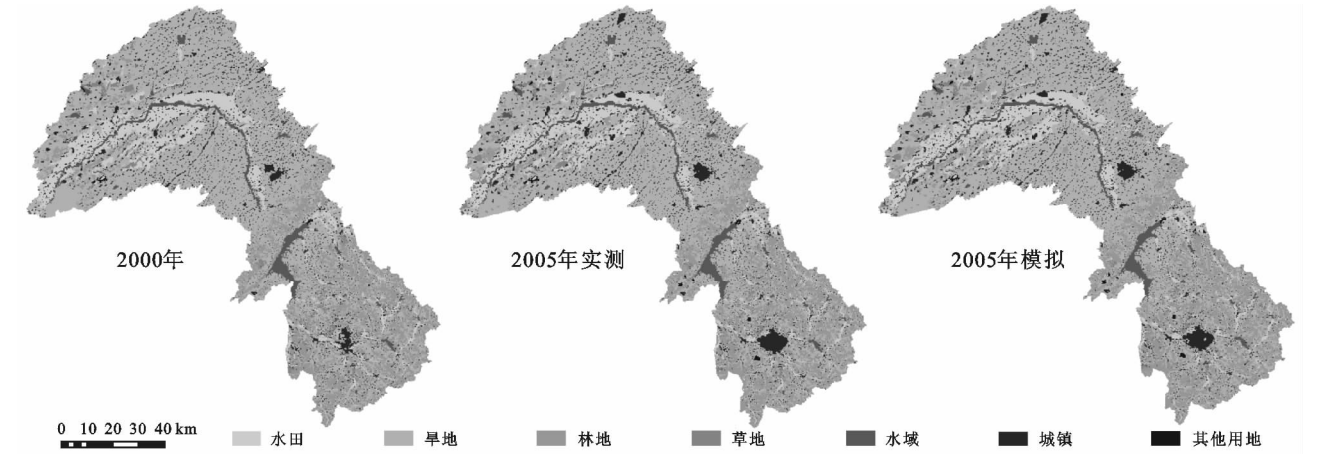 2000年
2005年实测
2005年模拟
0 10 20 30 40 km
水田 旱地 林地 草地 水域 城镇 其他用地